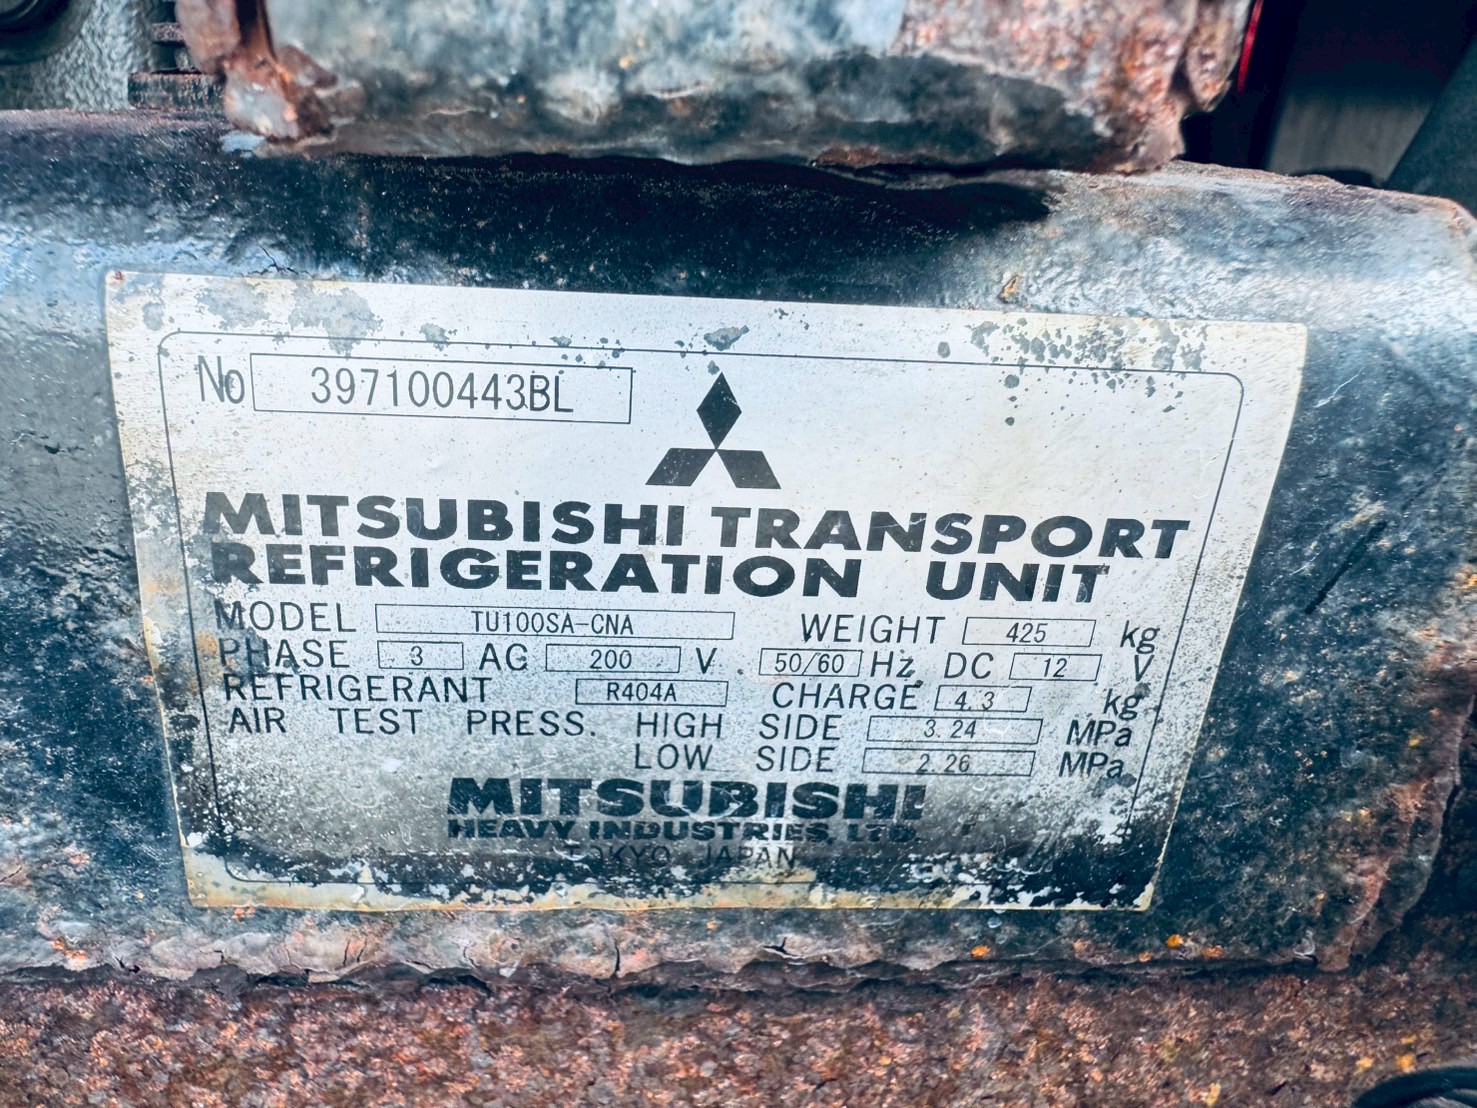 No 397100443BL
MITSUBISHI TRANSPORT
REFRIGERATION UNIT
MODEL TU100SA-CNA WEIGHT 425 kg
PHASE 3 AC 200 V. 50/60 Hz, DC 12 V
REFRIGERANT R404A CHARGE 4.3 kg
AIR TEST PRESS. HIGH SIDE 3.24 MPa
LOW SIDE 2.26 MPa
MITSUBISHI
HEAVY INDUSTRIES, LTD.
TOKYO JAPAN